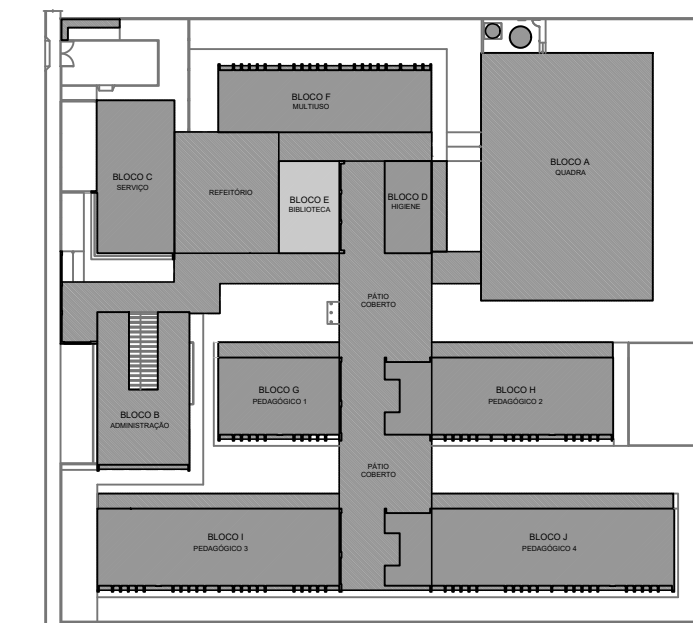 BLOCO F
MULTIUSO
BLOCO A
QUADRA
BLOCO C
SERVIÇO
REFEITÓRIO
BLOCO E
BIBLIOTECA
BLOCO D
HIGIENE
PÁTIO
COBERTO
BLOCO G
PEDAGÓGICO 1
BLOCO H
PEDAGÓGICO 2
BLOCO B
ADMINISTRAÇÃO
PÁTIO
COBERTO
BLOCO I
PEDAGÓGICO 3
BLOCO J
PEDAGÓGICO 4